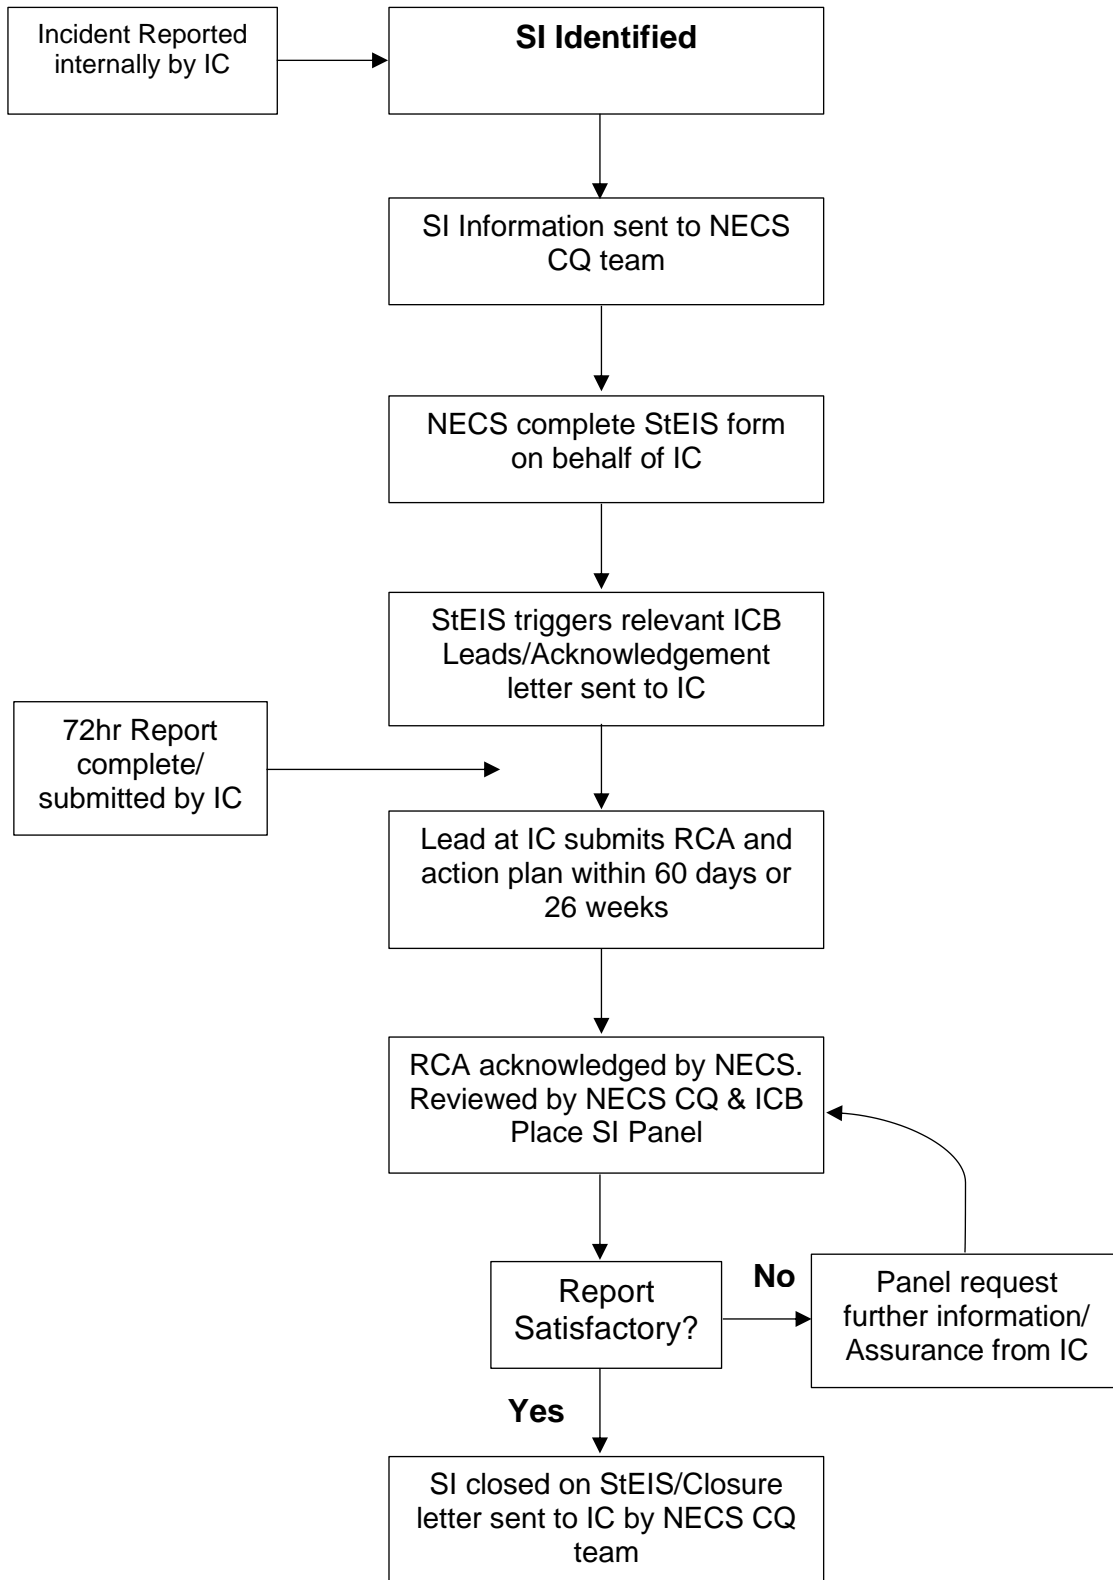 Incident Reported
internally by IC
SI Identified
SI Information sent to NECS
CQ team
NECS complete StEIS form
on behalf of IC
StEIS triggers relevant ICB
Leads/Acknowledgement
letter sent to IC
72hr Report
complete/
submitted by IC
Lead at IC submits RCA and
action plan within 60 days or
26 weeks
RCA acknowledged by NECS.
Reviewed by NECS CQ & ICB
Place SI Panel
Report
Satisfactory?
No
Panel request
further information/
Assurance from IC
Yes
SI closed on StEIS/Closure
letter sent to IC by NECS CQ
team